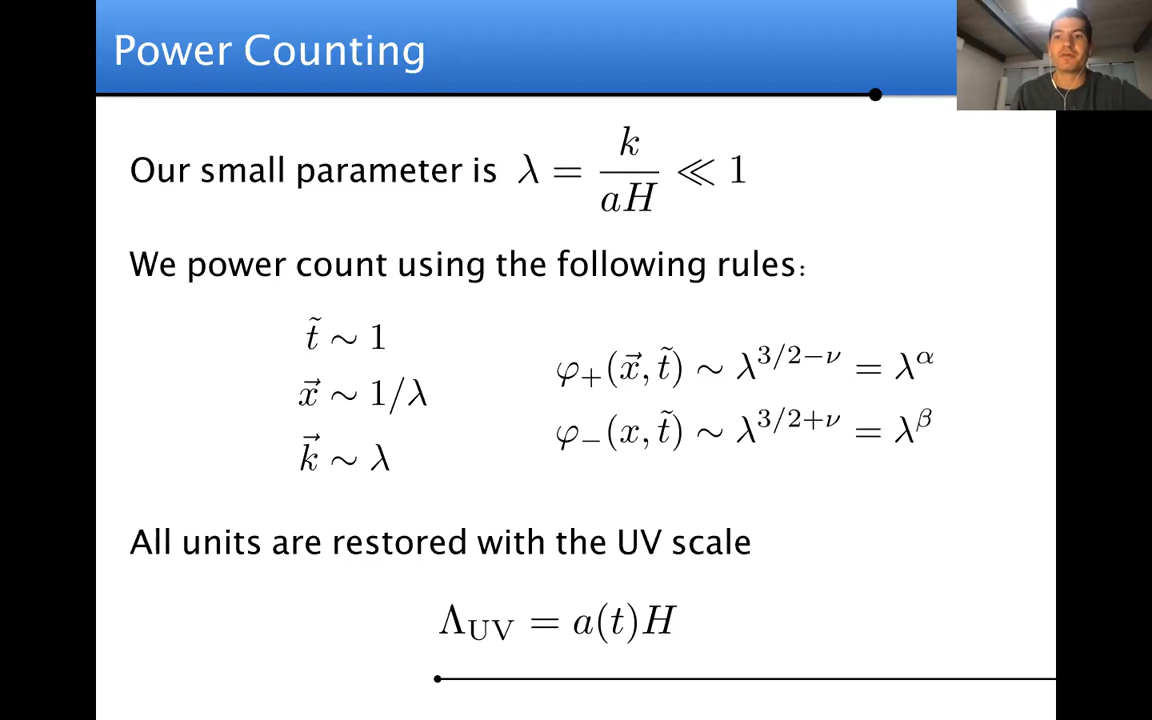 Power Counting
Our small parameter is λ = k/aH ≪ 1
We power count using the following rules:
t̃ ∼ 1
x⃗ ∼ 1/λ
k⃗ ∼ λ
φ₊(x⃗, t̃) ∼ λ^{3/2−ν} = λ^α
φ₋(x, t̃) ∼ λ^{3/2+ν} = λ^β
All units are restored with the UV scale
Λ_UV = a(t)H